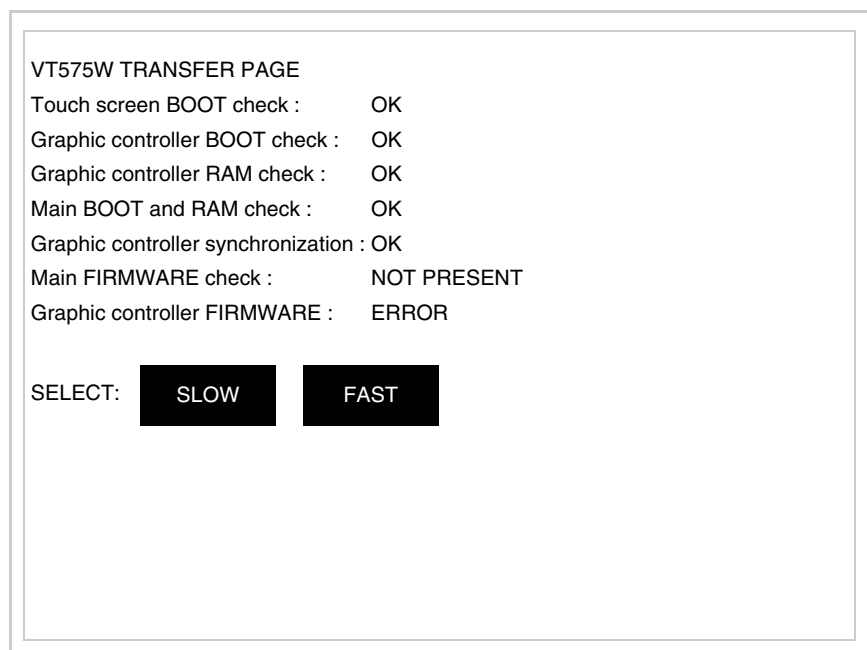 VT575W TRANSFER PAGE
Touch screen BOOT check : OK
Graphic controller BOOT check : OK
Graphic controller RAM check : OK
Main BOOT and RAM check : OK
Graphic controller synchronization : OK
Main FIRMWARE check : NOT PRESENT
Graphic controller FIRMWARE : ERROR
SELECT: SLOW FAST